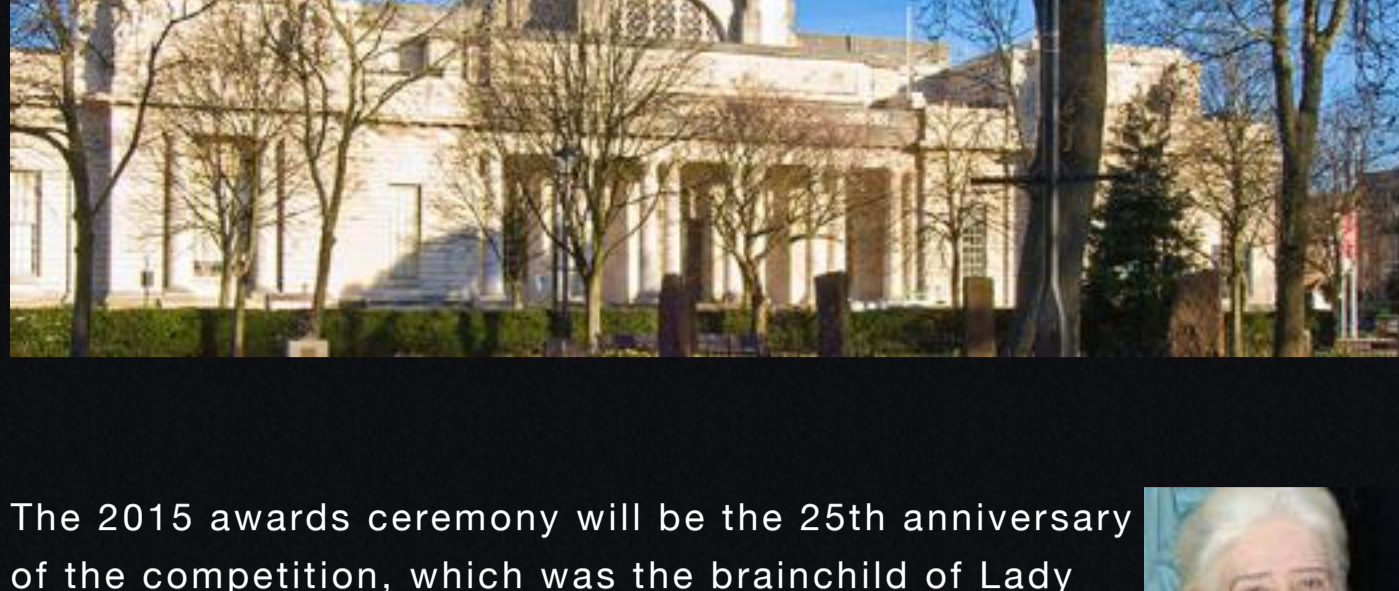 The 2015 awards ceremony will be the 25th anniversary
of the competition, which was the brainchild of Lady